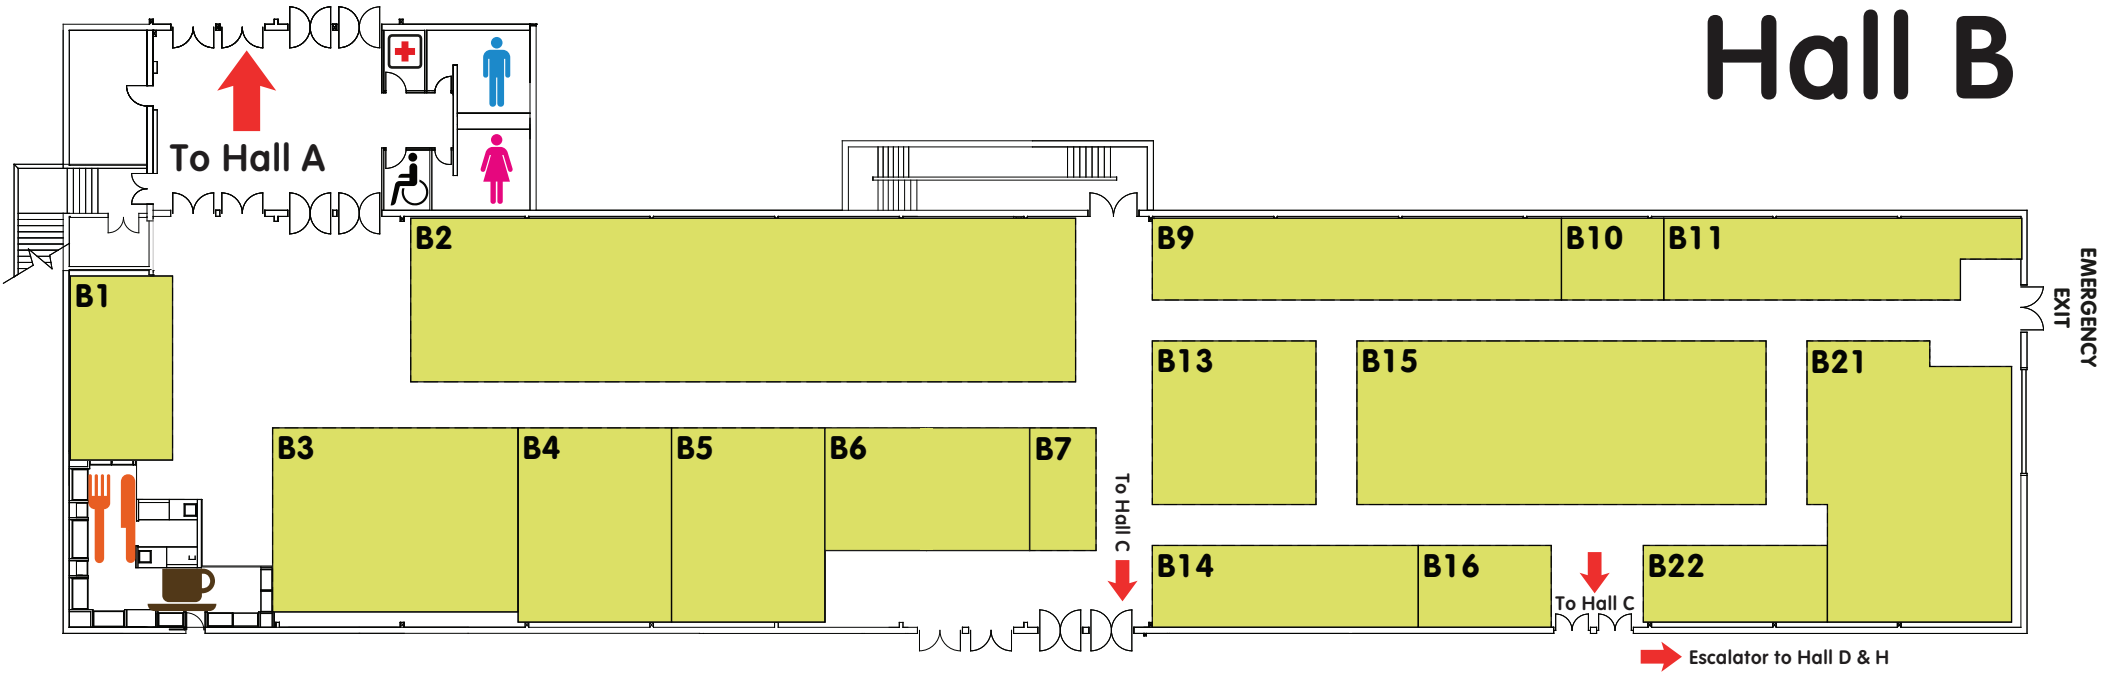 Hall B
To Hall A
B2
B9
B10
B11
EMERGENCY
EXIT
B1
B13
B15
B21
B3
B4
B5
B6
B7
To Hall C
B14
B16
B22
To Hall C
Escalator to Hall D & H